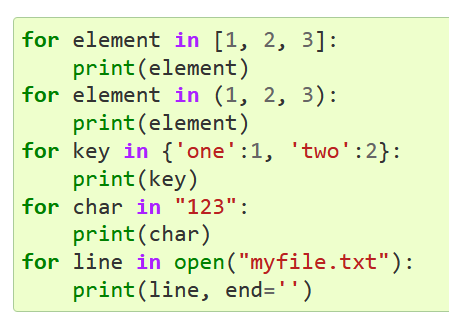 for element in [1, 2, 3]:
    print(element)
for element in (1, 2, 3):
    print(element)
for key in {'one':1, 'two':2}:
    print(key)
for char in "123":
    print(char)
for line in open("myfile.txt"):
    print(line, end='')